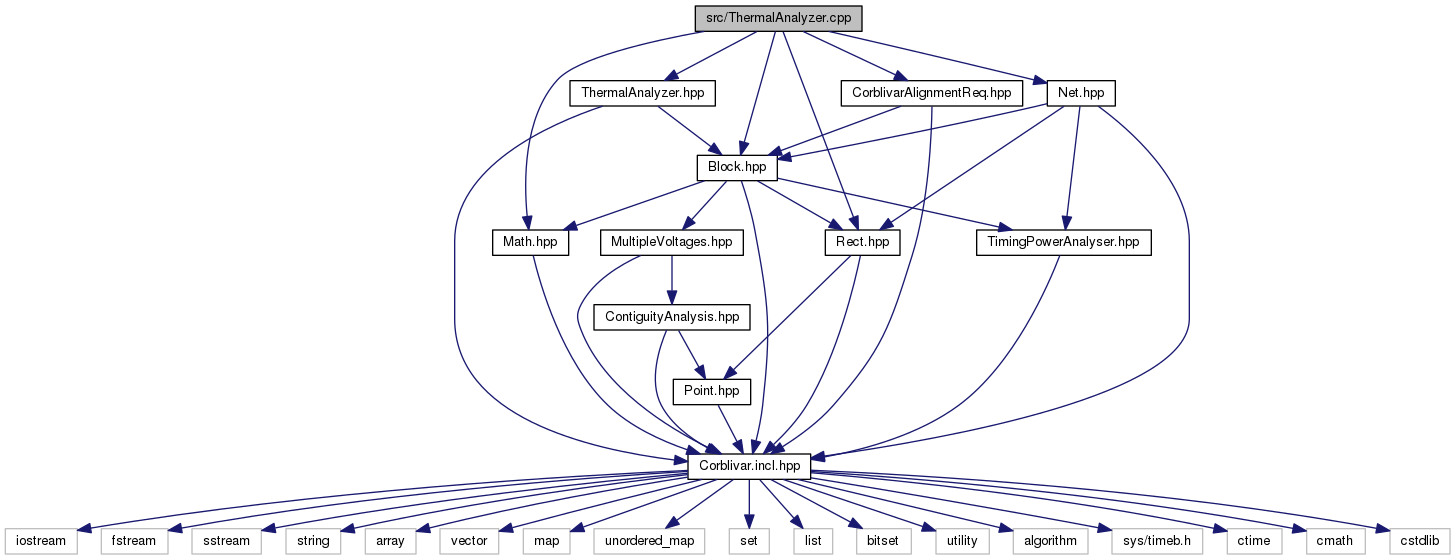 src/ThermalAnalyzer.cpp
ThermalAnalyzer.hpp
CorblivarAlignmentReq.hpp
Net.hpp
Block.hpp
Math.hpp
MultipleVoltages.hpp
Rect.hpp
TimingPowerAnalyser.hpp
ContiguityAnalysis.hpp
Point.hpp
Corblivar.incl.hpp
iostream
fstream
sstream
string
array
vector
map
unordered_map
set
list
bitset
utility
algorithm
sys/timeb.h
ctime
cmath
cstdlib